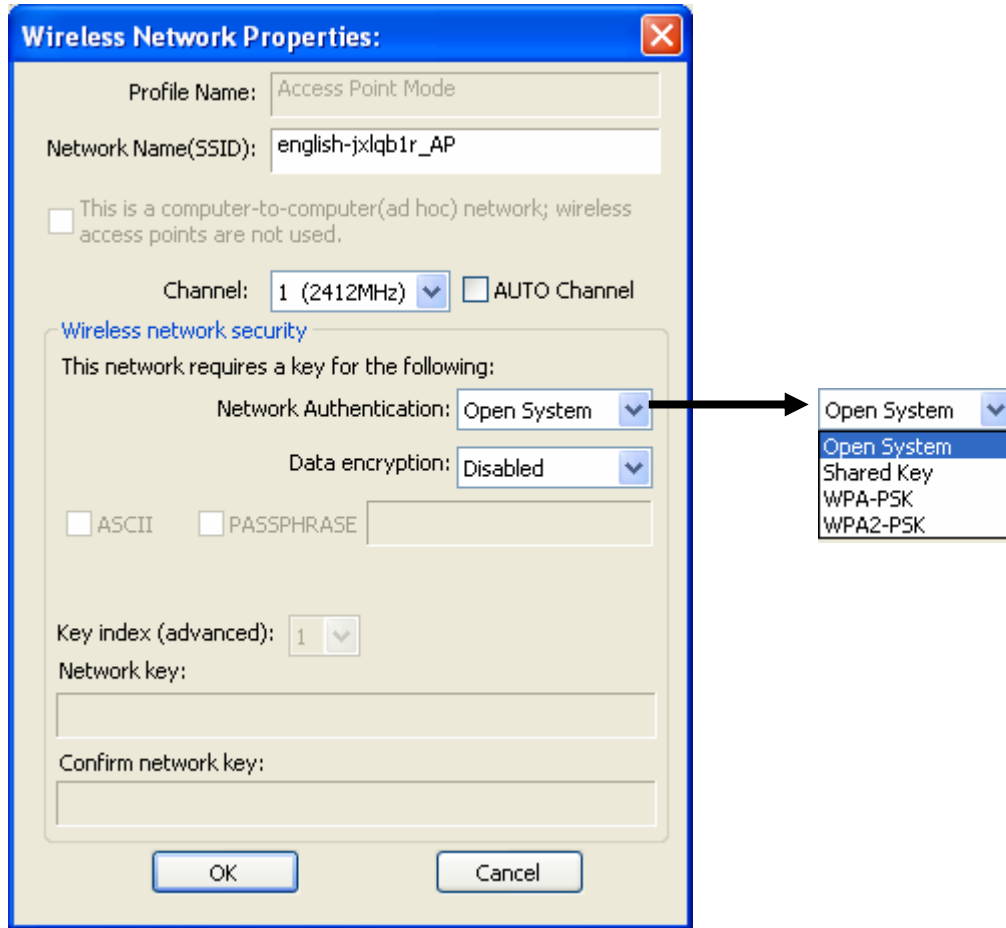 Wireless Network Properties:
Profile Name: Access Point Mode
Network Name(SSID): english-jxlqb1r_AP
This is a computer-to-computer(ad hoc) network; wireless
access points are not used.
Channel: 1 (2412MHz) AUTO Channel
Wireless network security
This network requires a key for the following:
Network Authentication: Open System
Data encryption: Disabled
ASCII PASSPHRASE
Key index (advanced): 1
Network key:
Confirm network key:
OK Cancel
Open System
Open System
Shared Key
WPA-PSK
WPA2-PSK